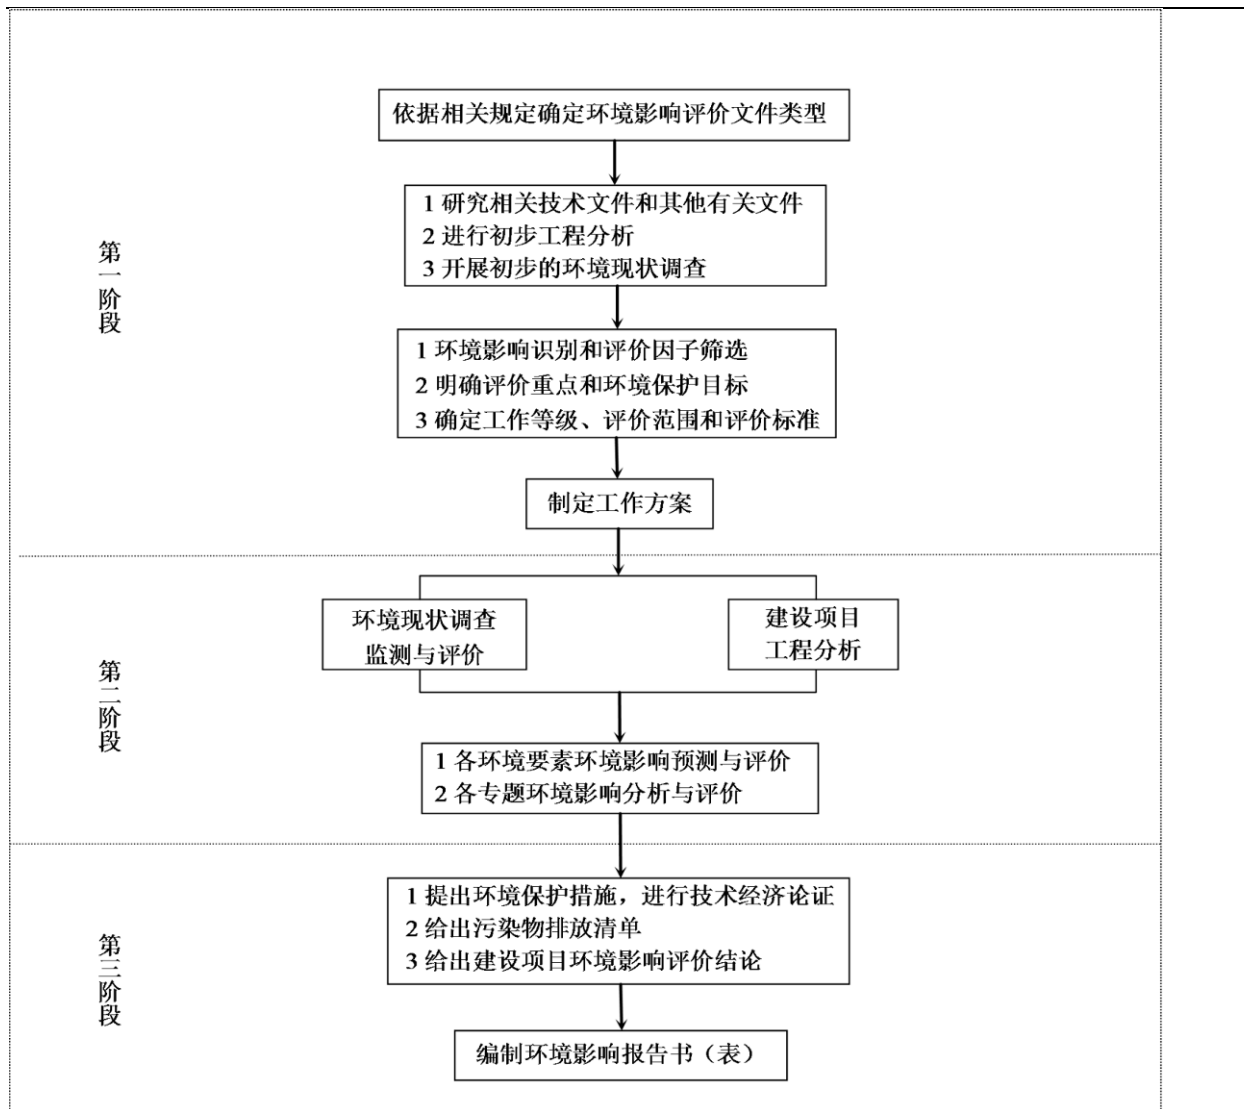 依据相关规定确定环境影响评价文件类型
1 研究相关技术文件和其他有关文件
2 进行初步工程分析
3 开展初步的环境现状调查
第一阶段
1 环境影响识别和评价因子筛选
2 明确评价重点和环境保护目标
3 确定工作等级、评价范围和评价标准
制定工作方案
环境现状调查
监测与评价
建设项目
工程分析
第二阶段
1 各环境要素环境影响预测与评价
2 各专题环境影响分析与评价
1 提出环境保护措施，进行技术经济论证
2 给出污染物排放清单
3 给出建设项目环境影响评价结论
第三阶段
编制环境影响报告书（表）